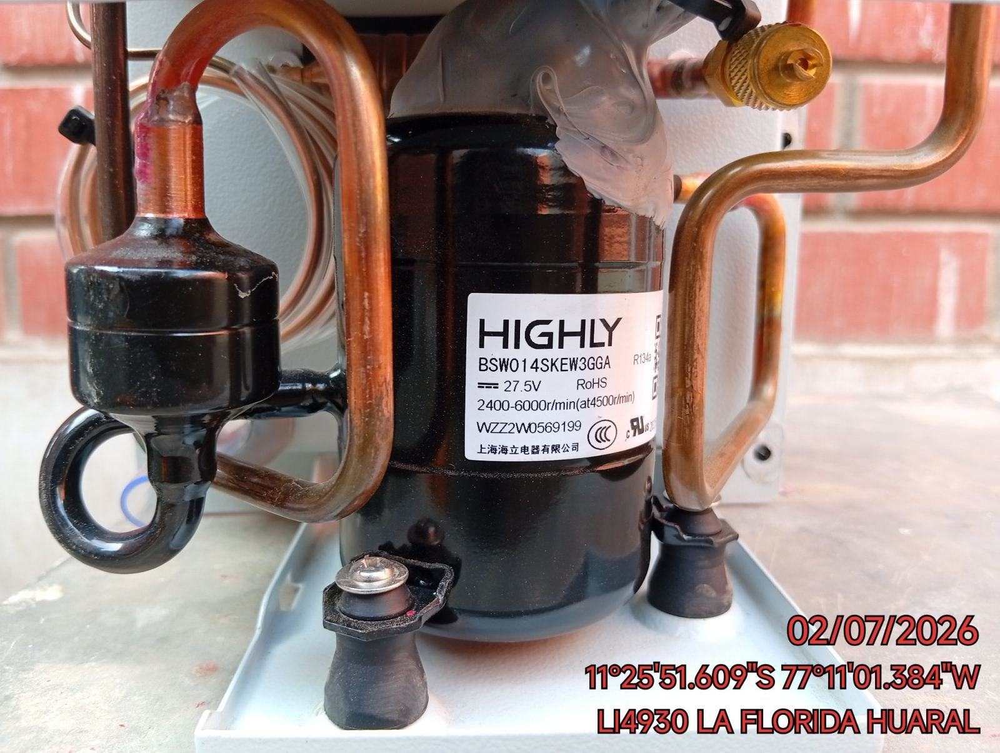 HIGHLY
BSW014SKEW3GGA R134a
27.5V RoHS
2400-6000r/min(at4500r/min)
WZZ2W0569199
上海海立电器有限公司
02/07/2026
11°25'51.609"S 77°11'01.384"W
LI4930 LA FLORIDA HUARAL